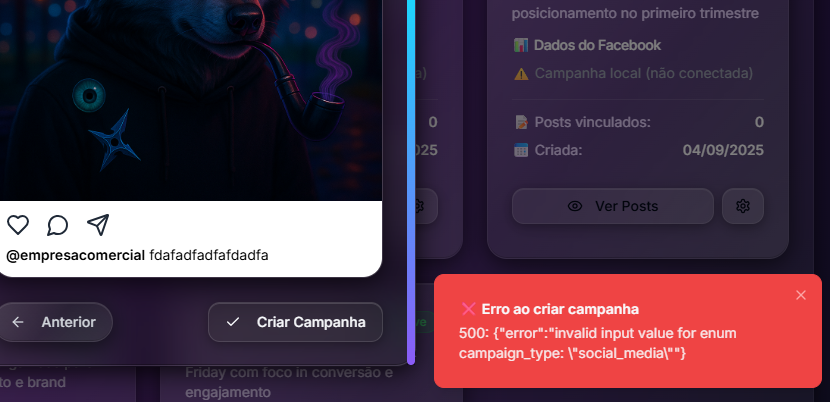 posicionamento no primeiro trimestre
📊 Dados do Facebook
⚠️ Campanha local (não conectada)
a)
📝 Posts vinculados: 0
0
📅 Criada: 04/09/2025
025
Ver Posts
@empresacomercial fdafadfadfafdadfa
Anterior
Criar Campanha
ve
❌ Erro ao criar campanha
500: {"error":"invalid input value for enum
campaign_type: \"social_media\""}
to e brand
Friday com foco in conversão e
engajamento